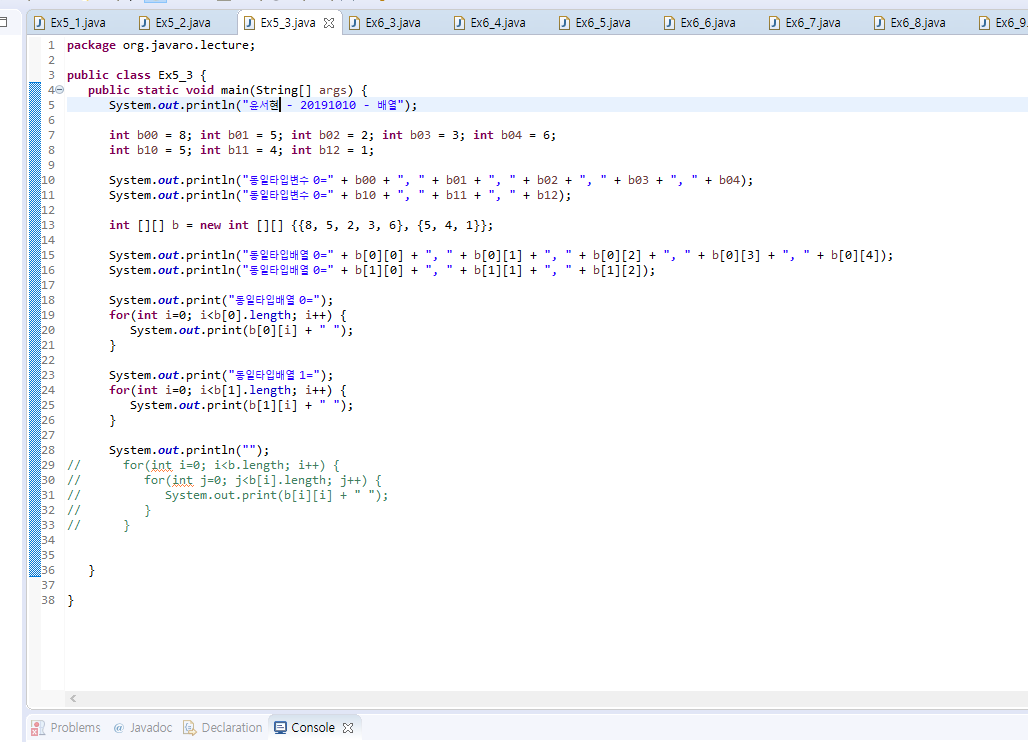 Ex5_1.java Ex5_2.java Ex5_3.java Ex6_3.java Ex6_4.java Ex6_5.java Ex6_6.java Ex6_7.java Ex6_8.java Ex6_9
1 package org.javaro.lecture;
2
3 public class Ex5_3 {
4 public static void main(String[] args) {
5 System.out.println("윤서현 - 20191010 - 배열");
6
7 int b00 = 8; int b01 = 5; int b02 = 2; int b03 = 3; int b04 = 6;
8 int b10 = 5; int b11 = 4; int b12 = 1;
9
10 System.out.println("동일타입변수 0=" + b00 + ", " + b01 + ", " + b02 + ", " + b03 + ", " + b04);
11 System.out.println("동일타입변수 0=" + b10 + ", " + b11 + ", " + b12);
12
13 int [][] b = new int [][] {{8, 5, 2, 3, 6}, {5, 4, 1}};
14
15 System.out.println("동일타입배열 0=" + b[0][0] + ", " + b[0][1] + ", " + b[0][2] + ", " + b[0][3] + ", " + b[0][4]);
16 System.out.println("동일타입배열 0=" + b[1][0] + ", " + b[1][1] + ", " + b[1][2]);
17
18 System.out.print("동일타입배열 0=");
19 for(int i=0; i<b[0].length; i++) {
20 System.out.print(b[0][i] + " ");
21 }
22
23 System.out.print("동일타입배열 1=");
24 for(int i=0; i<b[1].length; i++) {
25 System.out.print(b[1][i] + " ");
26 }
27
28 System.out.println("");
29 // for(int i=0; i<b.length; i++) {
30 // for(int j=0; j<b[i].length; j++) {
31 // System.out.print(b[i][i] + " ");
32 // }
33 // }
34
35
36 }
37
38 }
Problems @ Javadoc Declaration Console